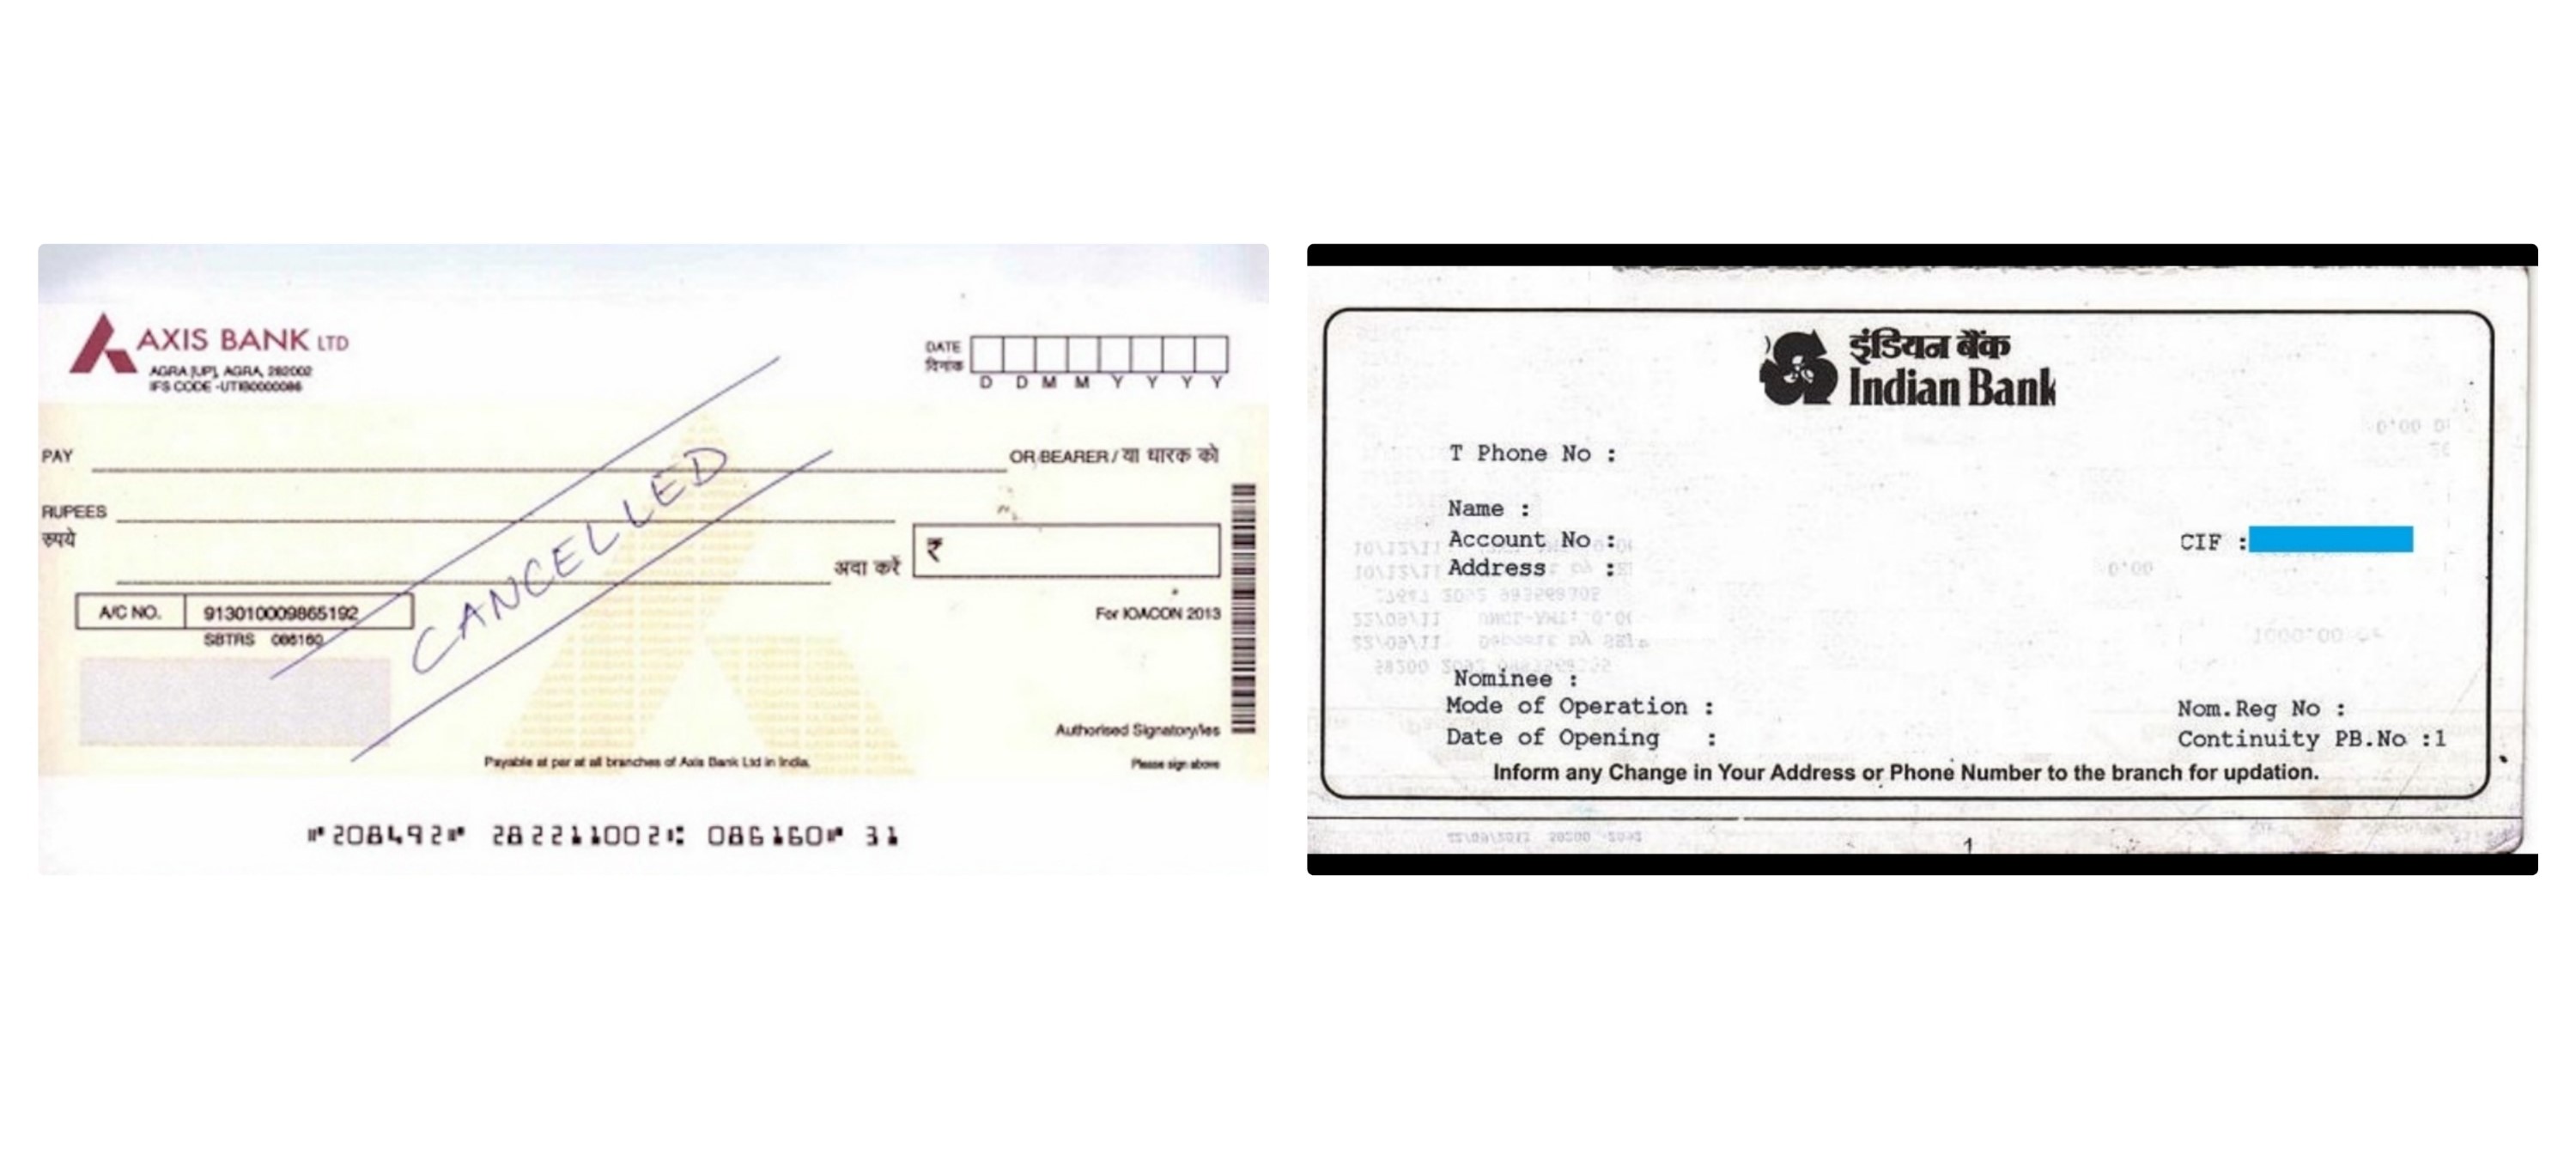 AXIS BANK LTD
AGRA [UP], AGRA, 282002
IFS CODE -UTIB0000086
DATE
दिनांक
D D M M Y Y Y Y
PAY
OR BEARER / या धारक को
RUPEES
रुपये
अदा करें
₹
CANCELLED
A/C NO.
913010009865192
SBTRS 086160
For IOACON 2013
Authorised Signatory/ies
Payable at par at all branches of Axis Bank Ltd in India.
Please sign above
⑈208492⑈ 282211002⑆ 086160⑈ 31
इंडियन बैंक
Indian Bank
T Phone No :
Name :
Account No :
CIF :
Address :
Nominee :
Mode of Operation :
Nom.Reg No :
Date of Opening :
Continuity PB.No :1
Inform any Change in Your Address or Phone Number to the branch for updation.
1